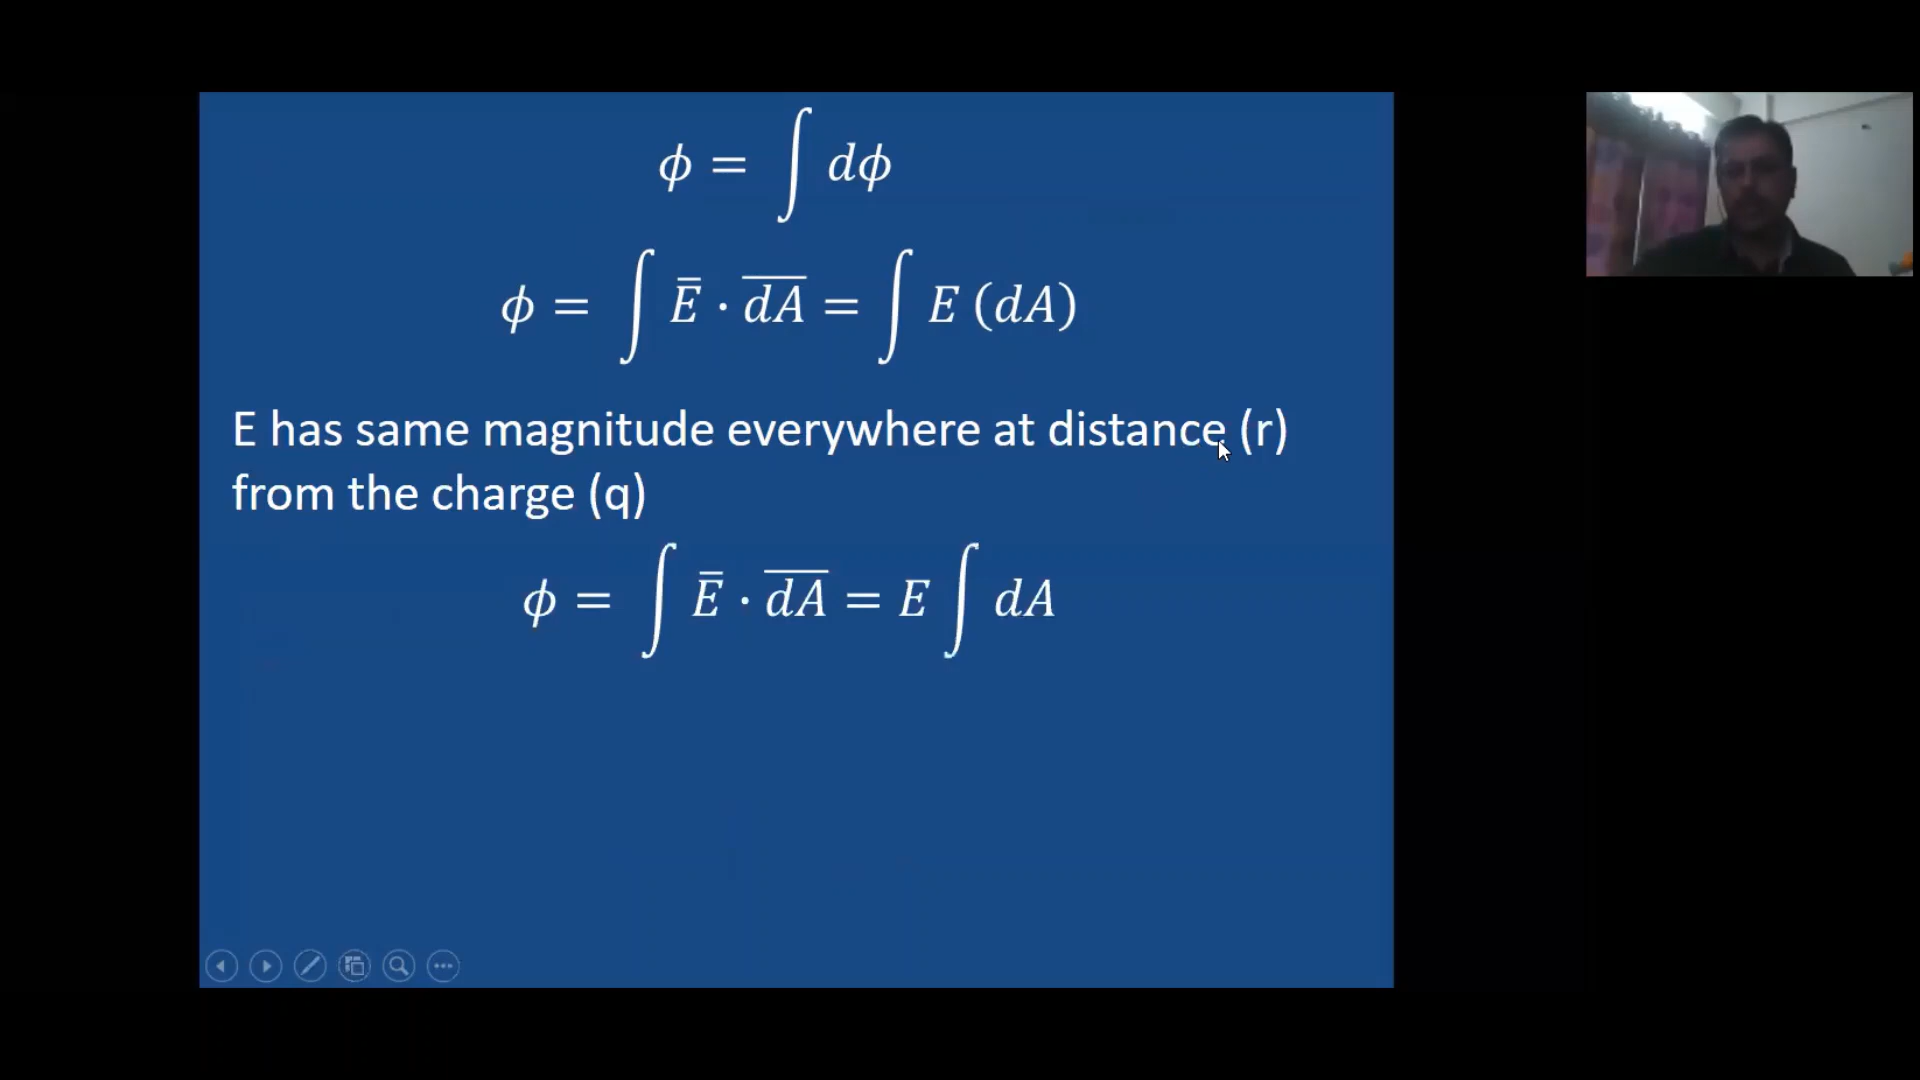 ϕ = ∫ dϕ
ϕ = ∫ E̅ · d̅A̅ = ∫ E (dA)
E has same magnitude everywhere at distance (r)
from the charge (q)
ϕ = ∫ E̅ · d̅A̅ = E ∫ dA